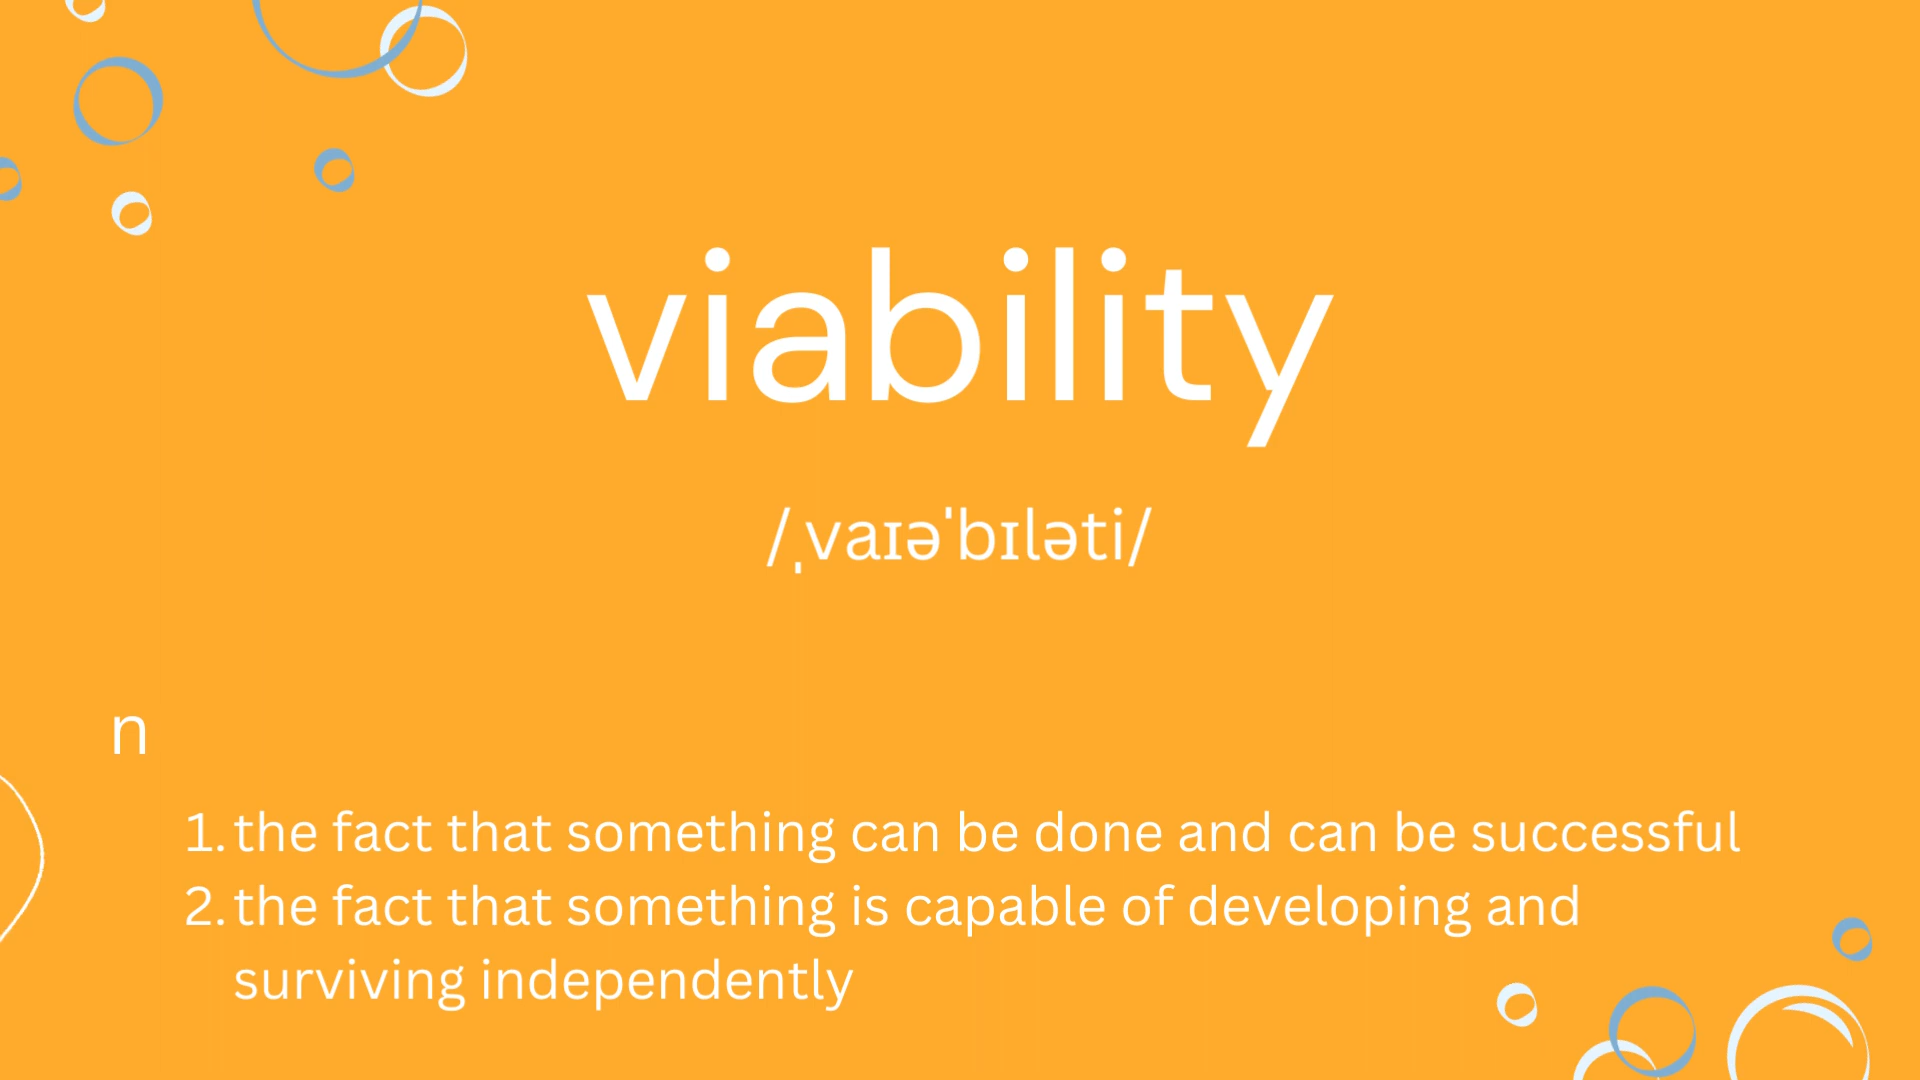 viability
/ˌvaɪəˈbɪləti/
n
1. the fact that something can be done and can be successful
2. the fact that something is capable of developing and
surviving independently